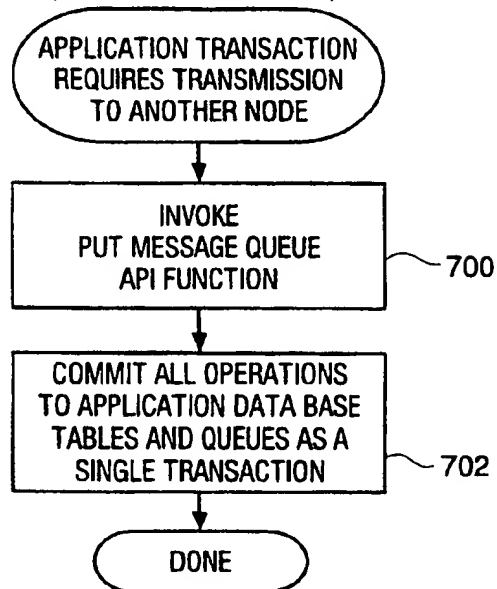 APPLICATION TRANSACTION
REQUIRES TRANSMISSION
TO ANOTHER NODE
INVOKE
PUT MESSAGE QUEUE
API FUNCTION
700
COMMIT ALL OPERATIONS
TO APPLICATION DATA BASE
TABLES AND QUEUES AS A
SINGLE TRANSACTION
702
DONE